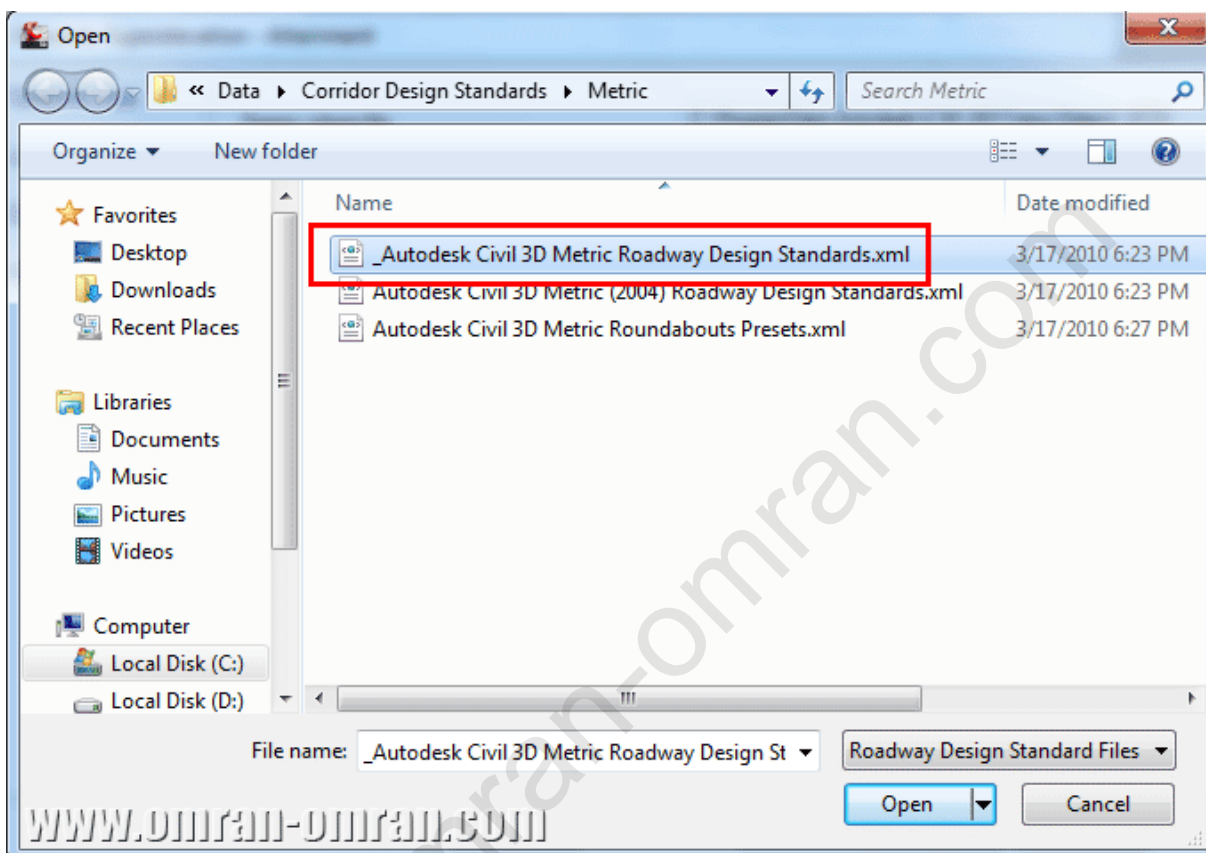 Open
« Data ▸ Corridor Design Standards ▸ Metric
Search Metric
Organize ▾ New folder
Name Date modified
_Autodesk Civil 3D Metric Roadway Design Standards.xml 3/17/2010 6:23 PM
Autodesk Civil 3D Metric (2004) Roadway Design Standards.xml 3/17/2010 6:23 PM
Autodesk Civil 3D Metric Roundabouts Presets.xml 3/17/2010 6:27 PM
Favorites
Desktop
Downloads
Recent Places
Libraries
Documents
Music
Pictures
Videos
Computer
Local Disk (C:)
Local Disk (D:)
File name: _Autodesk Civil 3D Metric Roadway Design St
Roadway Design Standard Files
Open Cancel
www.omran-omran.com
ran-omran.com